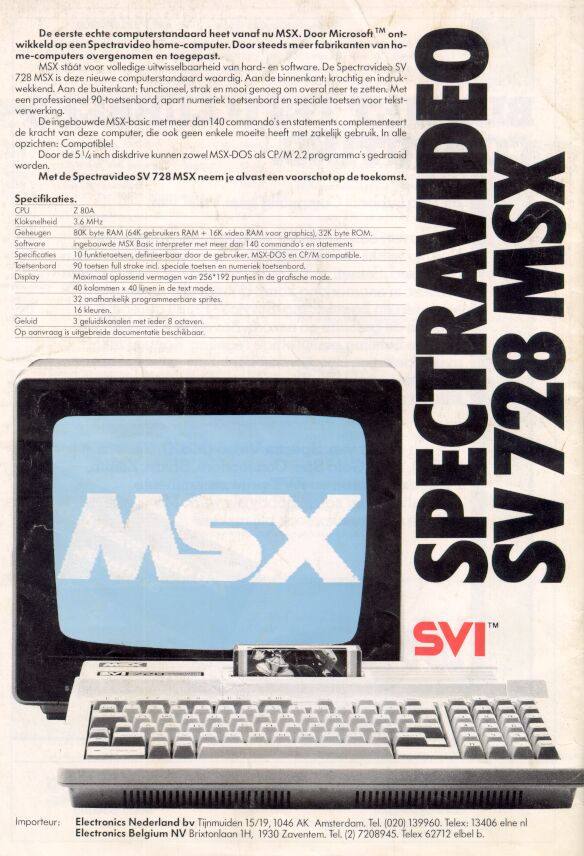 De eerste echte computerstandaard heet vanaf nu MSX. Door Microsoft™ ont-
wikkeld op een Spectravideo home-computer. Door steeds meer fabrikanten van ho-
me-computers overgenomen en toegepast.
MSX stáát voor volledige uitwisselbaarheid van hard- en software. De Spectravideo SV
728 MSX is deze nieuwe computerstandaard waardig. Aan de binnenkant: krachtig en indruk-
wekkend. Aan de buitenkant: functioneel, strak en mooi genoeg om overal neer te zetten. Met
een professioneel 90-toetsenbord, apart numeriek toetsenbord en speciale toetsen voor tekst-
verwerking.
De ingebouwde MSX-basic met meer dan 140 commando's en statements complementeert
de kracht van deze computer, die ook geen enkele moeite heeft met zakelijk gebruik. In alle
opzichten: Compatible!
Door de 5¼ inch diskdrive kunnen zowel MSX-DOS als CP/M 2.2 programma's gedraaid
worden.
Met de Spectravideo SV 728 MSX neem je alvast een voorschot op de toekomst.
Specifikaties.
CPU Z 80A
Kloksnelheid 3.6 MHz
Geheugen 80K byte RAM (64K gebruikers RAM + 16K video RAM voor graphics), 32K byte ROM.
Software ingebouwde MSX Basic interpreter met meer dan 140 commando's en statements
Specificaties 10 funktietoetsen, definieerbaar door de gebruiker. MSX-DOS en CP/M compatible.
Toetsenbord 90 toetsen full stroke incl. speciale toetsen en numeriek toetsenbord.
Display Maximaal oplossend vermogen van 256*192 puntjes in de grafische mode.
40 kolommen x 40 lijnen in de text mode.
32 onafhankelijk programmeerbare sprites.
16 kleuren.
Geluid 3 geluidskanalen met ieder 8 octaven.
Op aanvraag is uitgebreide documentatie beschikbaar.
SPECTRAVIDEO
SV 728 MSX
MSX
SVI™
MSX
SVI
Importeur: Electronics Nederland bv Tijnmuiden 15/19, 1046 AK Amsterdam. Tel. (020) 139960. Telex: 13406 elne nl
Electronics Belgium NV Brixtonlaan 1H, 1930 Zaventem. Tel. (2) 7208945. Telex 62712 elbel b.